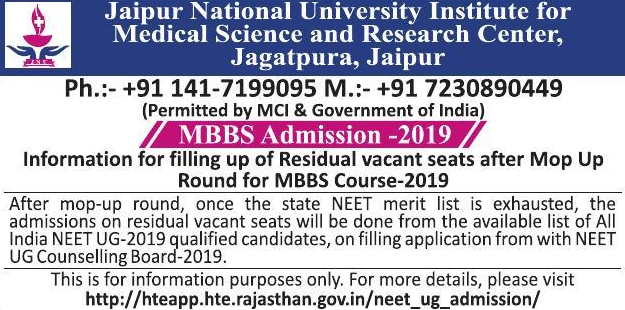 Jaipur National University Institute for
Medical Science and Research Center,
Jagatpura, Jaipur
JNU
Ph.:- +91 141-7199095 M.:- +91 7230890449
(Permitted by MCI & Government of India)
MBBS Admission -2019
Information for filling up of Residual vacant seats after Mop Up
Round for MBBS Course-2019
After mop-up round, once the state NEET merit list is exhausted, the
admissions on residual vacant seats will be done from the available list of All
India NEET UG-2019 qualified candidates, on filling application from with NEET
UG Counselling Board-2019.
This is for information purposes only. For more details, please visit
http://hteapp.hte.rajasthan.gov.in/neet_ug_admission/